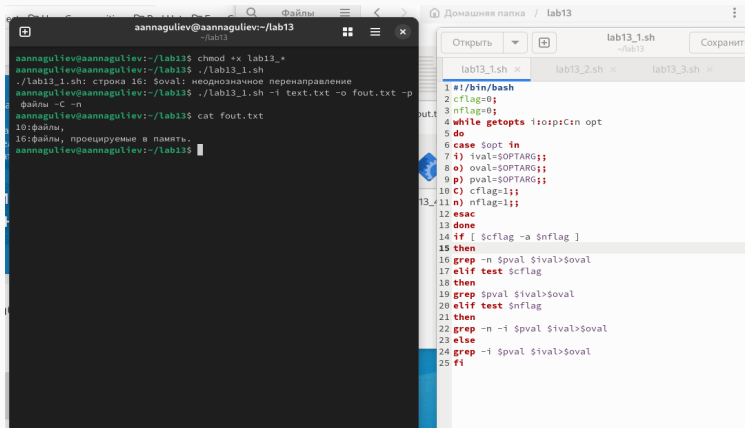 Файлы
Домашняя папка / lab13
aannaguliev@aannaguliev:~/lab13
~/lab13
aannaguliev@aannaguliev:~/lab13$ chmod +x lab13_*
aannaguliev@aannaguliev:~/lab13$ ./lab13_1.sh
./lab13_1.sh: строка 16: $oval: неоднозначное перенаправление
aannaguliev@aannaguliev:~/lab13$ ./lab13_1.sh -i text.txt -o fout.txt -p
файлы -C -n
aannaguliev@aannaguliev:~/lab13$ cat fout.txt
10:файлы,
16:файлы, проецируемые в память.
aannaguliev@aannaguliev:~/lab13$
Открыть
lab13_1.sh
~/lab13
Сохранит
lab13_1.sh ×
lab13_2.sh ×
lab13_3.sh ×
1 #!/bin/bash
2 cflag=0;
3 nflag=0;
4 while getopts i:o:p:C:n opt
5 do
6 case $opt in
7 i) ival=$OPTARG;;
8 o) oval=$OPTARG;;
9 p) pval=$OPTARG;;
10 C) cflag=1;;
11 n) nflag=1;;
12 esac
13 done
14 if [ $cflag -a $nflag ]
15 then
16 grep -n $pval $ival>$oval
17 elif test $cflag
18 then
19 grep $pval $ival>$oval
20 elif test $nflag
21 then
22 grep -n -i $pval $ival>$oval
23 else
24 grep -i $pval $ival>$oval
25 fi